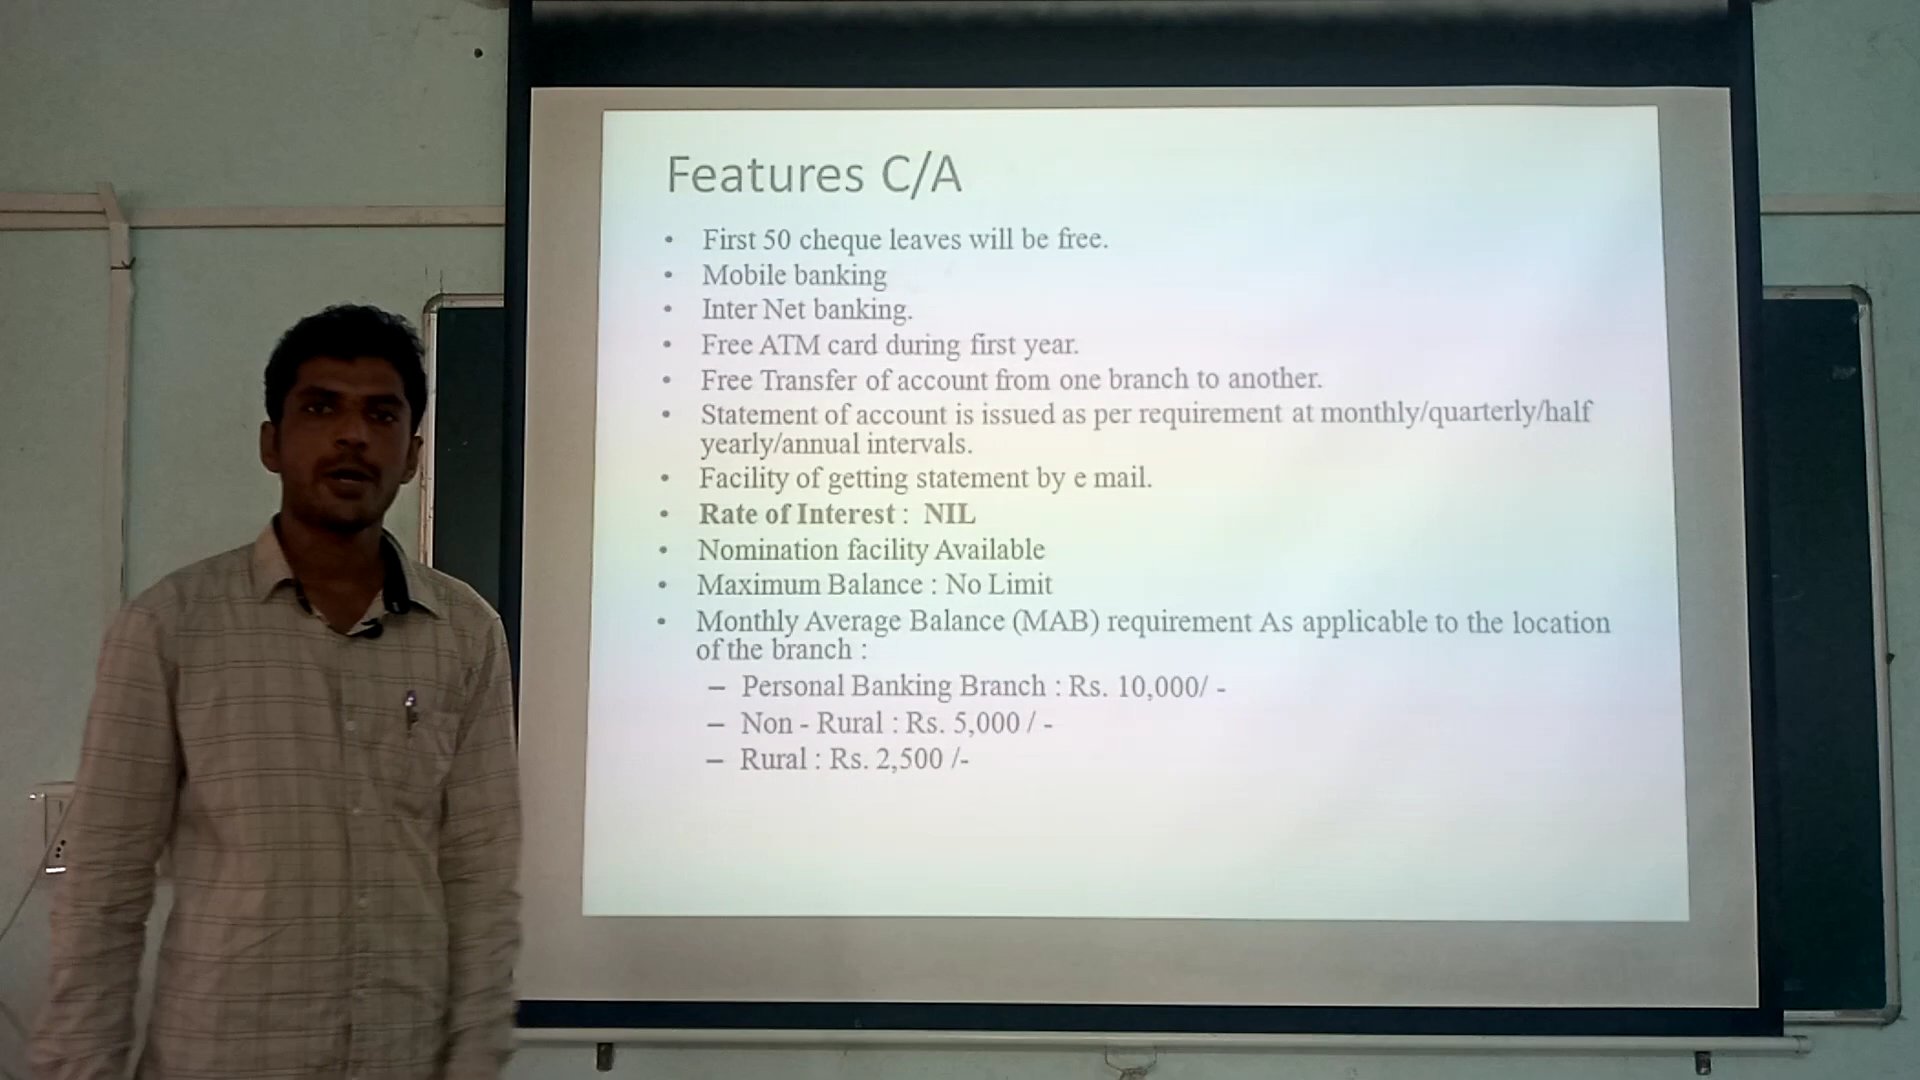 Features C/A
• First 50 cheque leaves will be free.
• Mobile banking
• Inter Net banking.
• Free ATM card during first year.
• Free Transfer of account from one branch to another.
• Statement of account is issued as per requirement at monthly/quarterly/half
yearly/annual intervals.
• Facility of getting statement by e mail.
• Rate of Interest : NIL
• Nomination facility Available
• Maximum Balance : No Limit
• Monthly Average Balance (MAB) requirement As applicable to the location
of the branch :
– Personal Banking Branch : Rs. 10,000/ -
– Non - Rural : Rs. 5,000 / -
– Rural : Rs. 2,500 /-